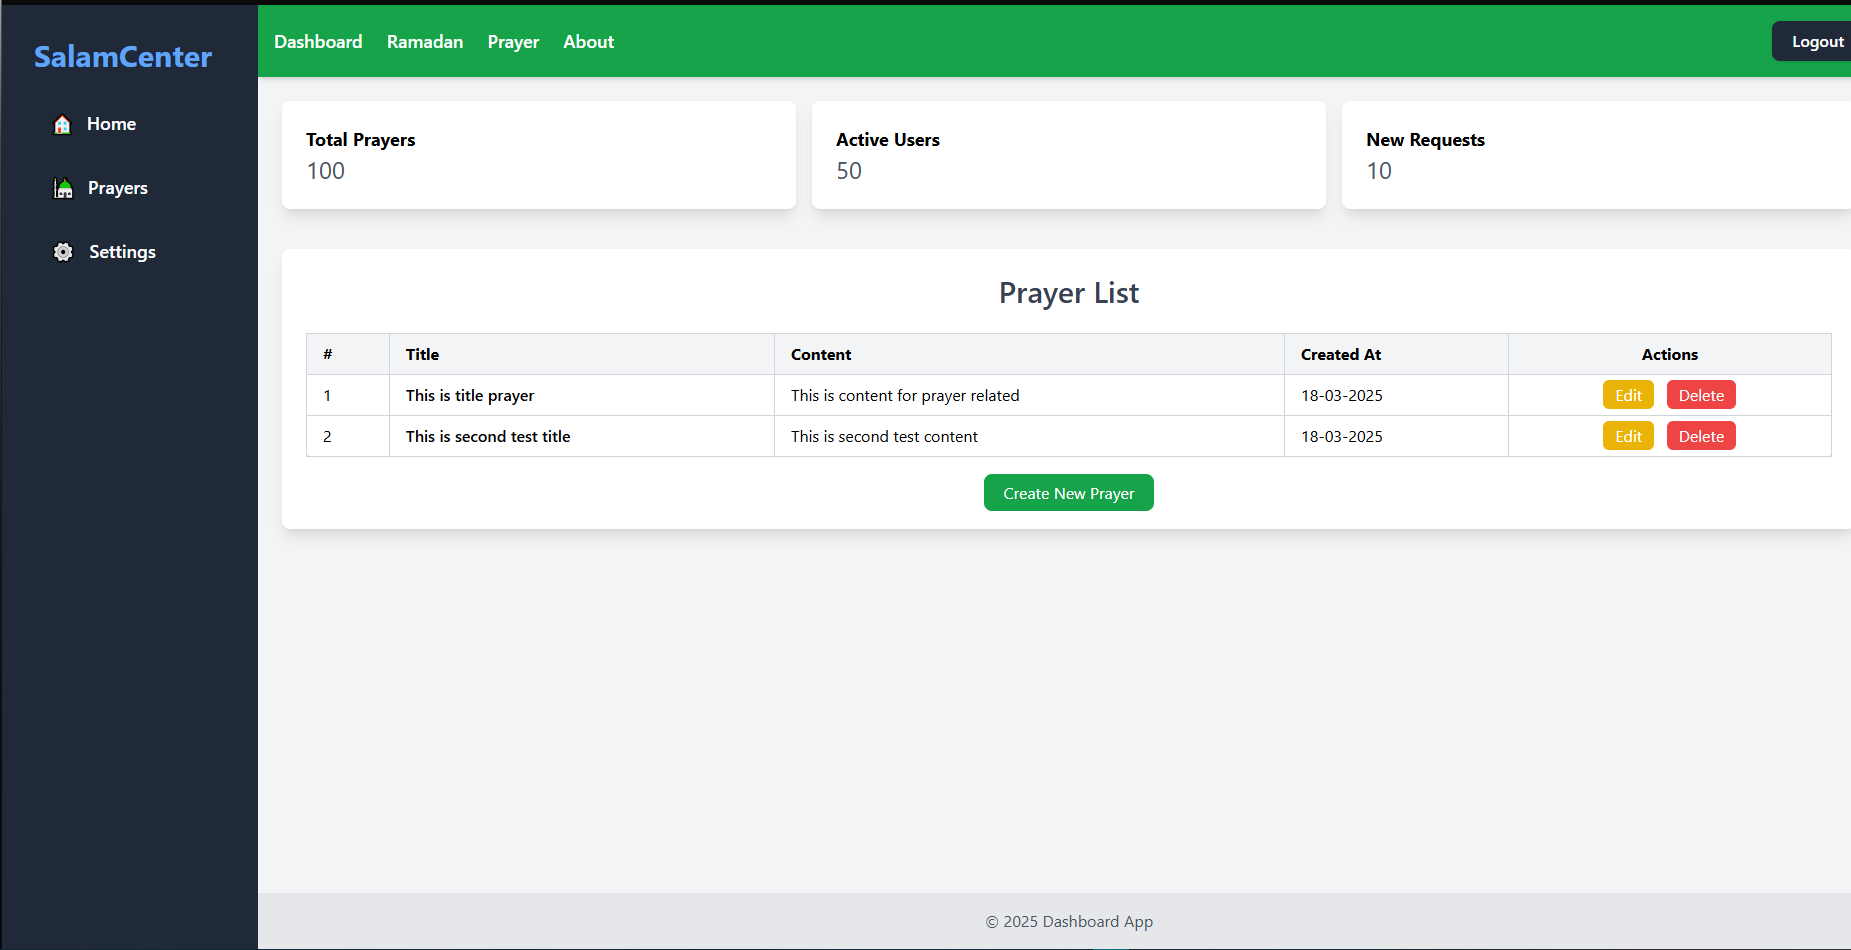 SalamCenter
Home
Prayers
Settings
Dashboard Ramadan Prayer About Logout
Total Prayers
100
Active Users
50
New Requests
10
Prayer List
# Title Content Created At Actions
1 This is title prayer This is content for prayer related 18-03-2025 Edit Delete
2 This is second test title This is second test content 18-03-2025 Edit Delete
Create New Prayer
© 2025 Dashboard App